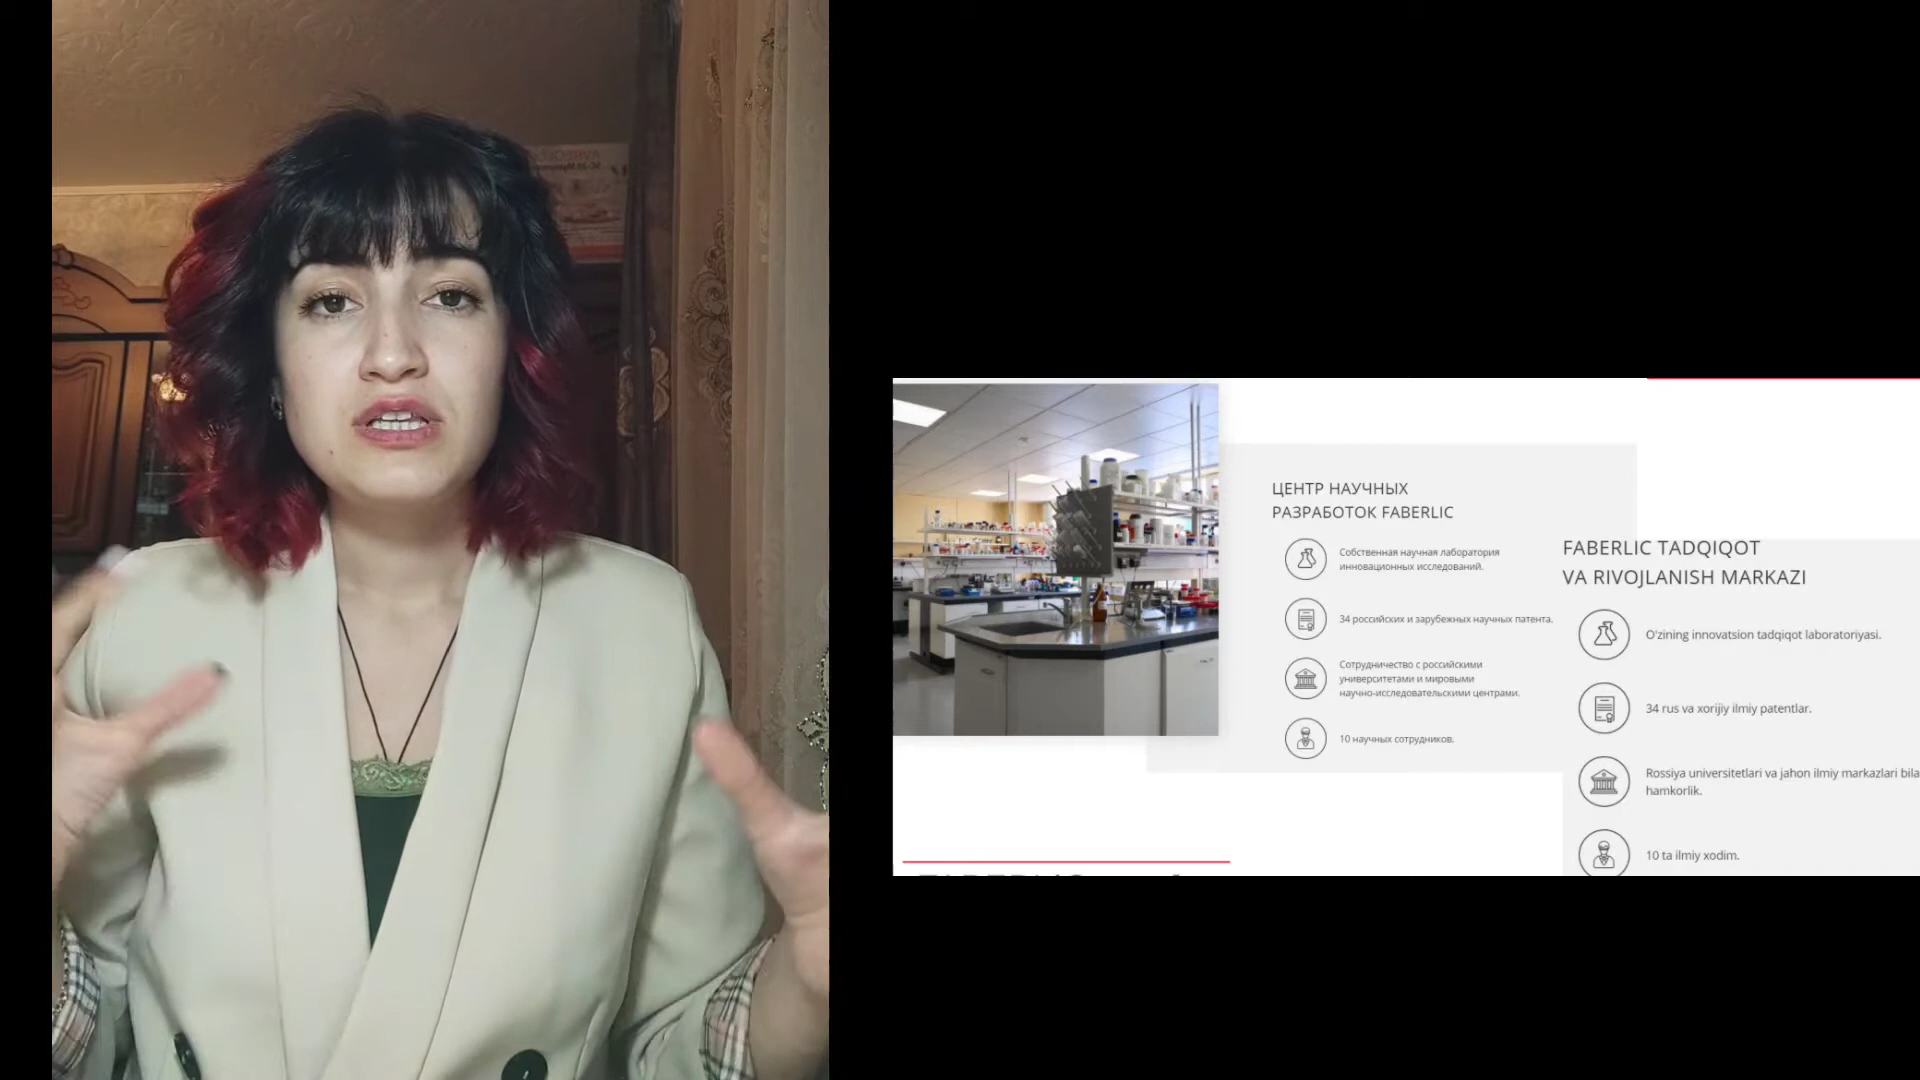 ЦЕНТР НАУЧНЫХ
РАЗРАБОТОК FABERLIC
Собственная научная лаборатория
инновационных исследований.
34 российских и зарубежных научных патента.
Сотрудничество с российскими
университетами и мировыми
научно-исследовательскими центрами.
10 научных сотрудников.
FABERLIC TADQIQOT
VA RIVOJLANISH MARKAZI
O'zining innovatsion tadqiqot laboratoriyasi.
34 rus va xorijiy ilmiy patentlar.
Rossiya universitetlari va jahon ilmiy markazlari bila
hamkorlik.
10 ta ilmiy xodim.